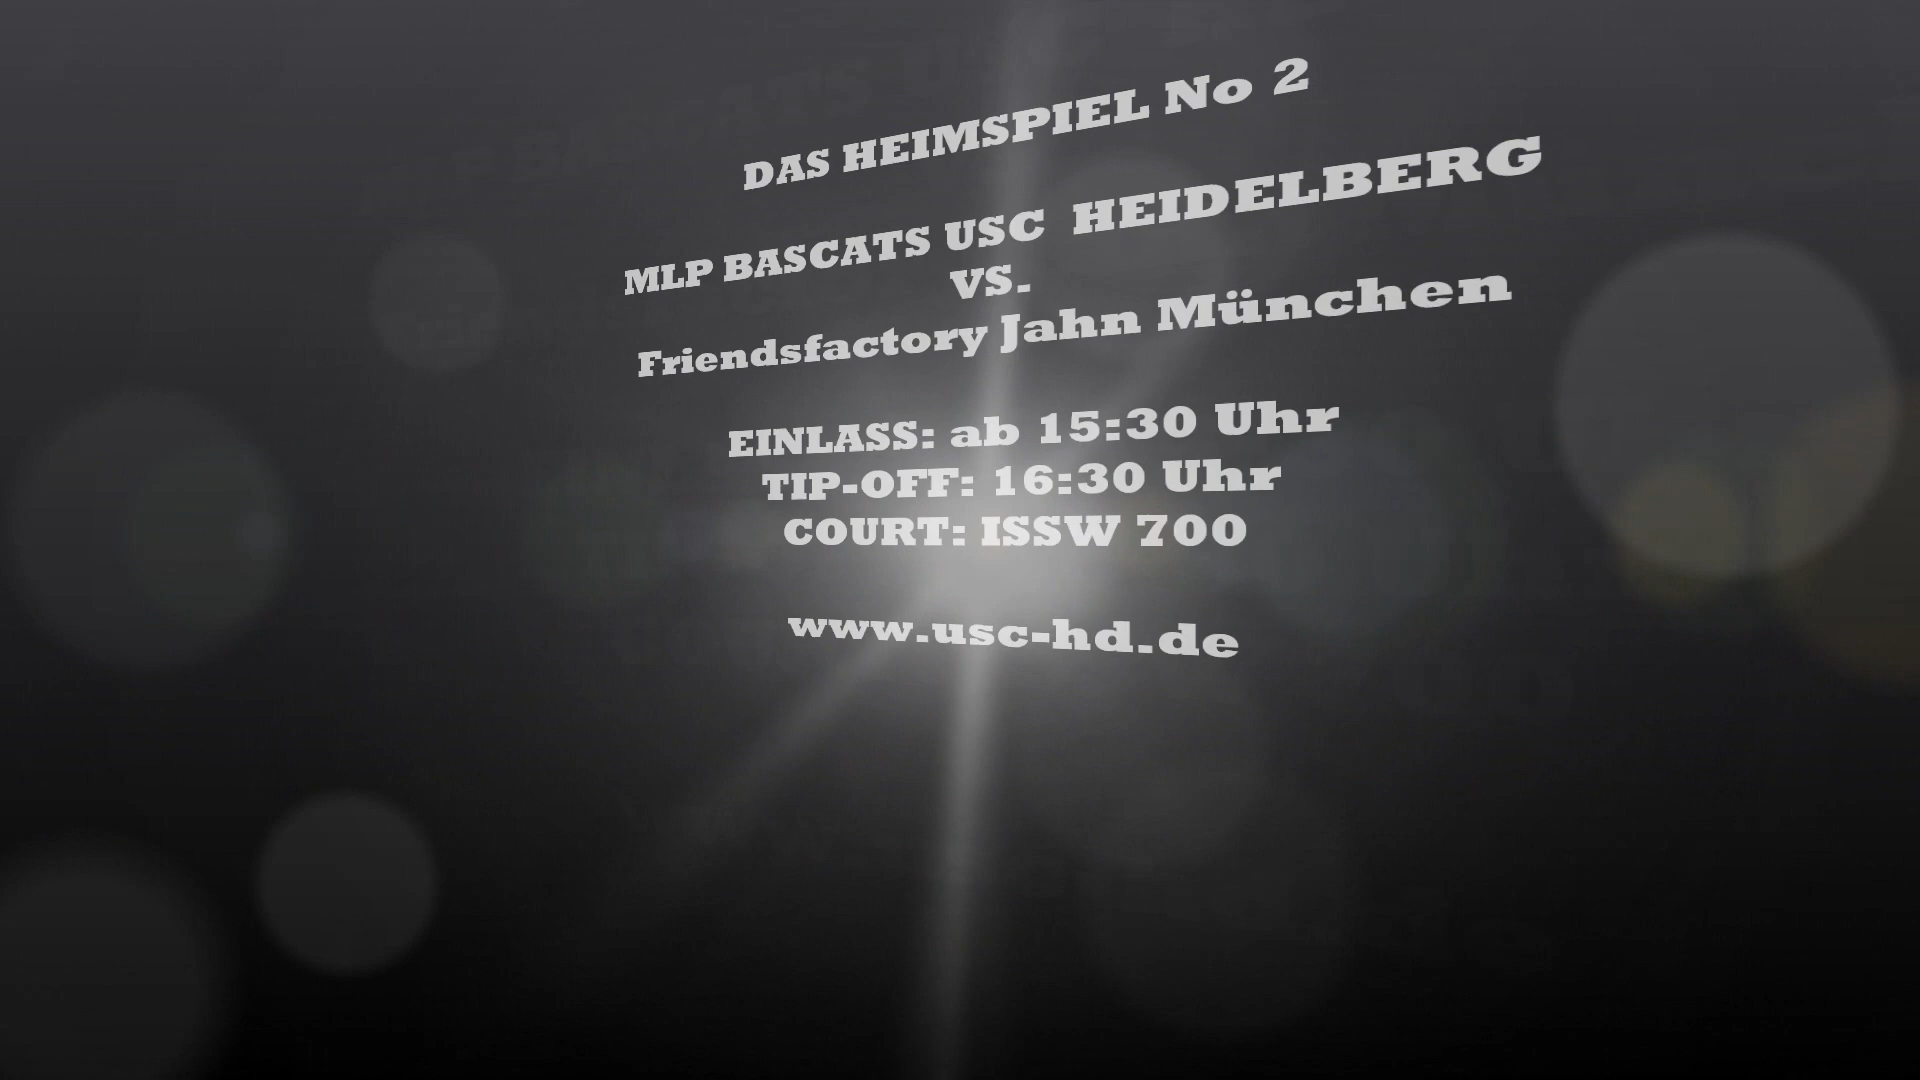 DAS HEIMSPIEL No 2
MLP BASCATS USC HEIDELBERG
VS.
Friendsfactory Jahn München
EINLASS: ab 15:30 Uhr
TIP-OFF: 16:30 Uhr
COURT: ISSW 700
www.usc-hd.de